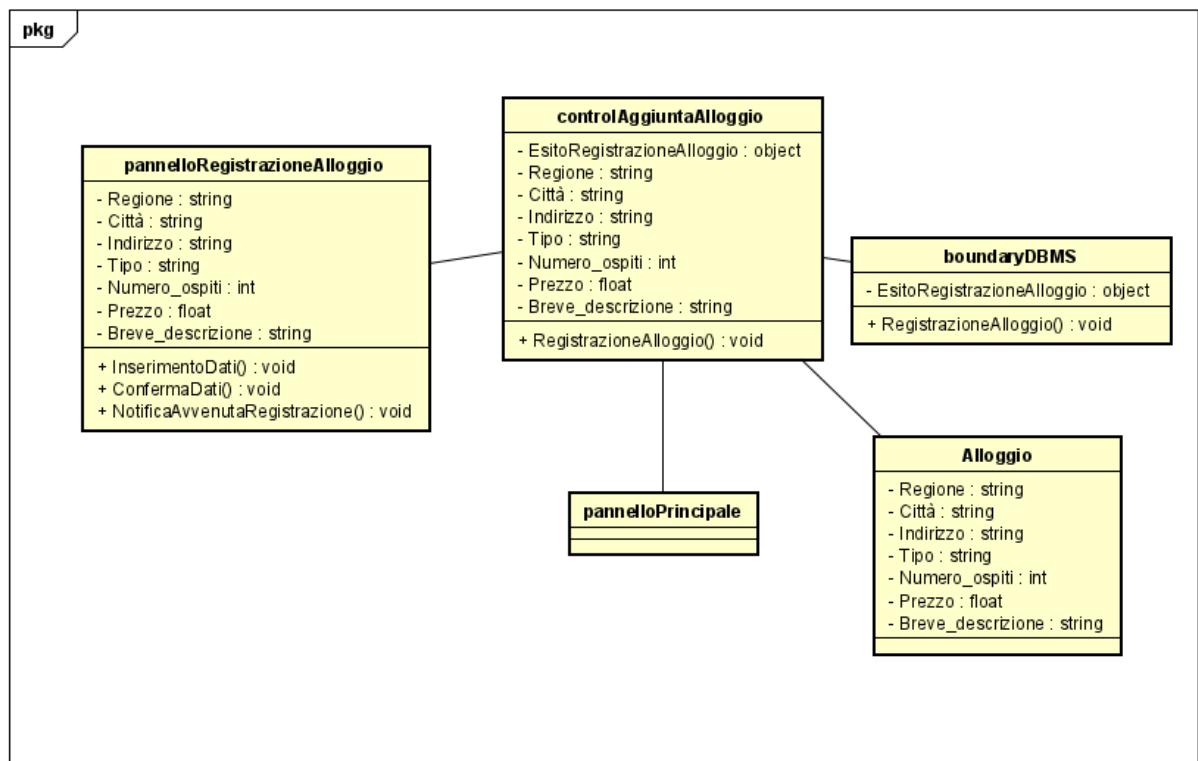 pkg
pannelloRegistrazioneAlloggio
- Regione : string
- Città : string
- Indirizzo : string
- Tipo : string
- Numero_ospiti : int
- Prezzo : float
- Breve_descrizione : string
+ InserimentoDati() : void
+ ConfermaDati() : void
+ NotificaAvvenutaRegistrazione() : void
controlAggiuntaAlloggio
- EsitoRegistrazioneAlloggio : object
- Regione : string
- Città : string
- Indirizzo : string
- Tipo : string
- Numero_ospiti : int
- Prezzo : float
- Breve_descrizione : string
+ RegistrazioneAlloggio() : void
boundaryDBMS
- EsitoRegistrazioneAlloggio : object
+ RegistrazioneAlloggio() : void
pannelloPrincipale
Alloggio
- Regione : string
- Città : string
- Indirizzo : string
- Tipo : string
- Numero_ospiti : int
- Prezzo : float
- Breve_descrizione : string